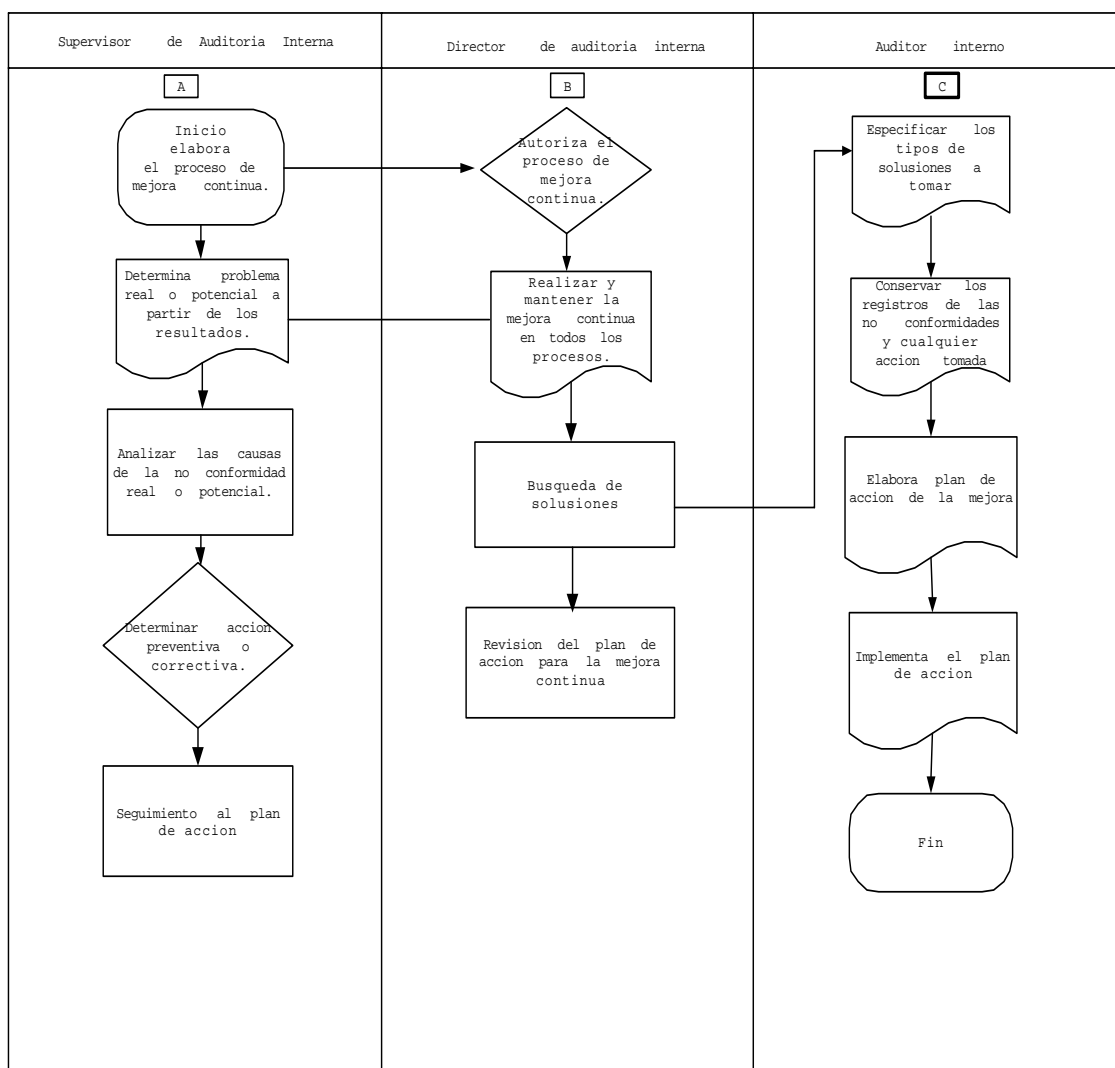 Supervisor de Auditoria Interna
Director de auditoria interna
Auditor interno
A
Inicio
elabora
el proceso de
mejora continua.
Determina problema
real o potencial a
partir de los
resultados.
Analizar las causas
de la no conformidad
real o potencial.
Determinar accion
preventiva o
correctiva.
Seguimiento al plan
de accion
B
Autoriza el
proceso de
mejora
continua.
Realizar y
mantener la
mejora continua
en todos los
procesos.
Busqueda de
solusiones
Revision del plan de
accion para la mejora
continua
C
Especificar los
tipos de
solusiones a
tomar
Conservar los
registros de las
no conformidades
y cualquier
accion tomada
Elabora plan de
accion de la mejora
Implementa el plan
de accion
Fin